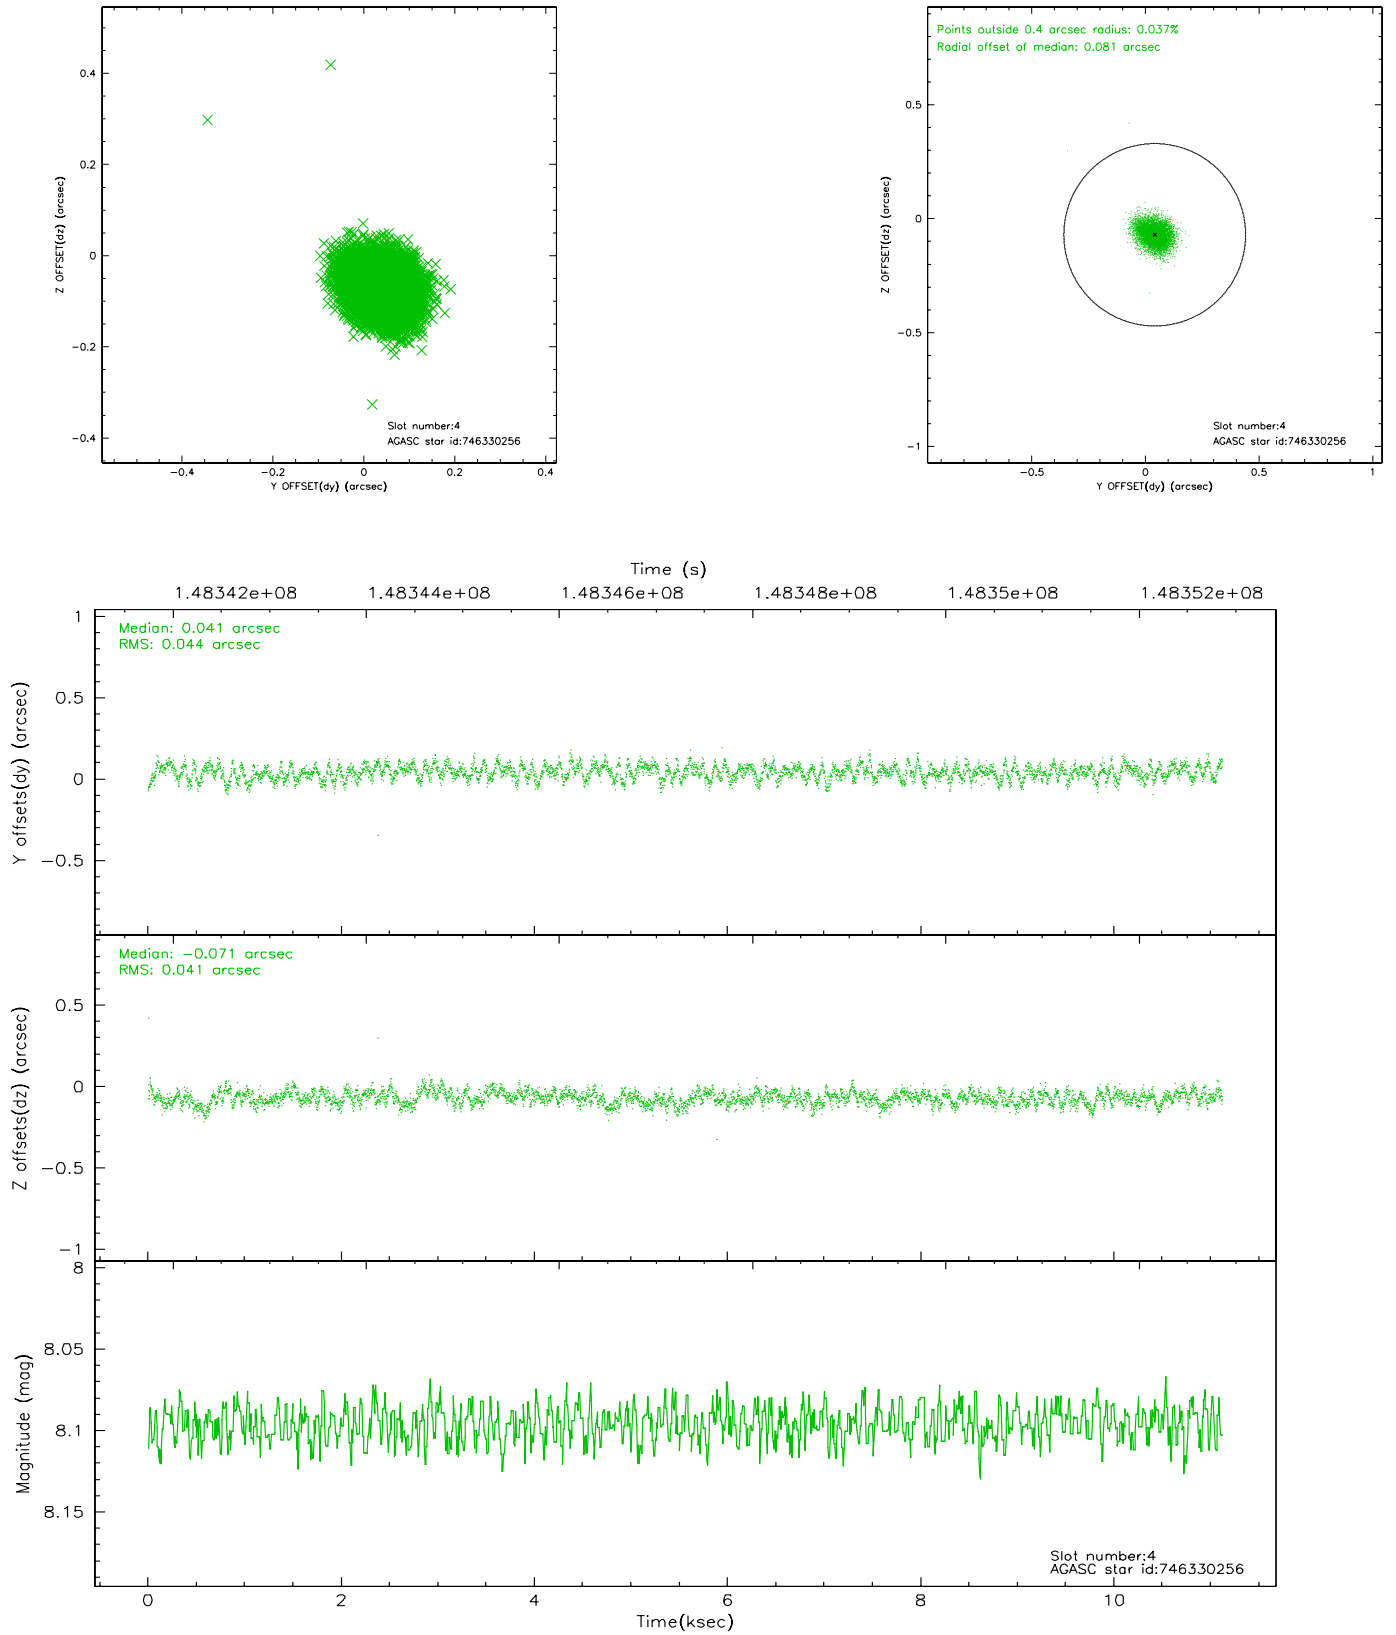 0.4
0.2
0
−0.2
−0.4
Z OFFSET(dz) (arcsec)
Slot number:4
AGASC star id:746330256
−0.4 −0.2 0 0.2 0.4
Y OFFSET(dy) (arcsec)
Points outside 0.4 arcsec radius: 0.037%
Radial offset of median: 0.081 arcsec
0.5
0
−0.5
−1
Z OFFSET(dz) (arcsec)
Slot number:4
AGASC star id:746330256
−0.5 0 0.5 1
Y OFFSET(dy) (arcsec)
Time (s)
1.48342e+08 1.48344e+08 1.48346e+08 1.48348e+08 1.4835e+08 1.48352e+08
Median: 0.041 arcsec
RMS: 0.044 arcsec
1
0.5
0
−0.5
Y offsets(dy) (arcsec)
Median: −0.071 arcsec
RMS: 0.041 arcsec
0.5
0
−0.5
−1
Z offsets(dz) (arcsec)
8
8.05
8.1
8.15
Magnitude (mag)
Slot number:4
AGASC star id:746330256
0 2 4 6 8 10
Time(ksec)